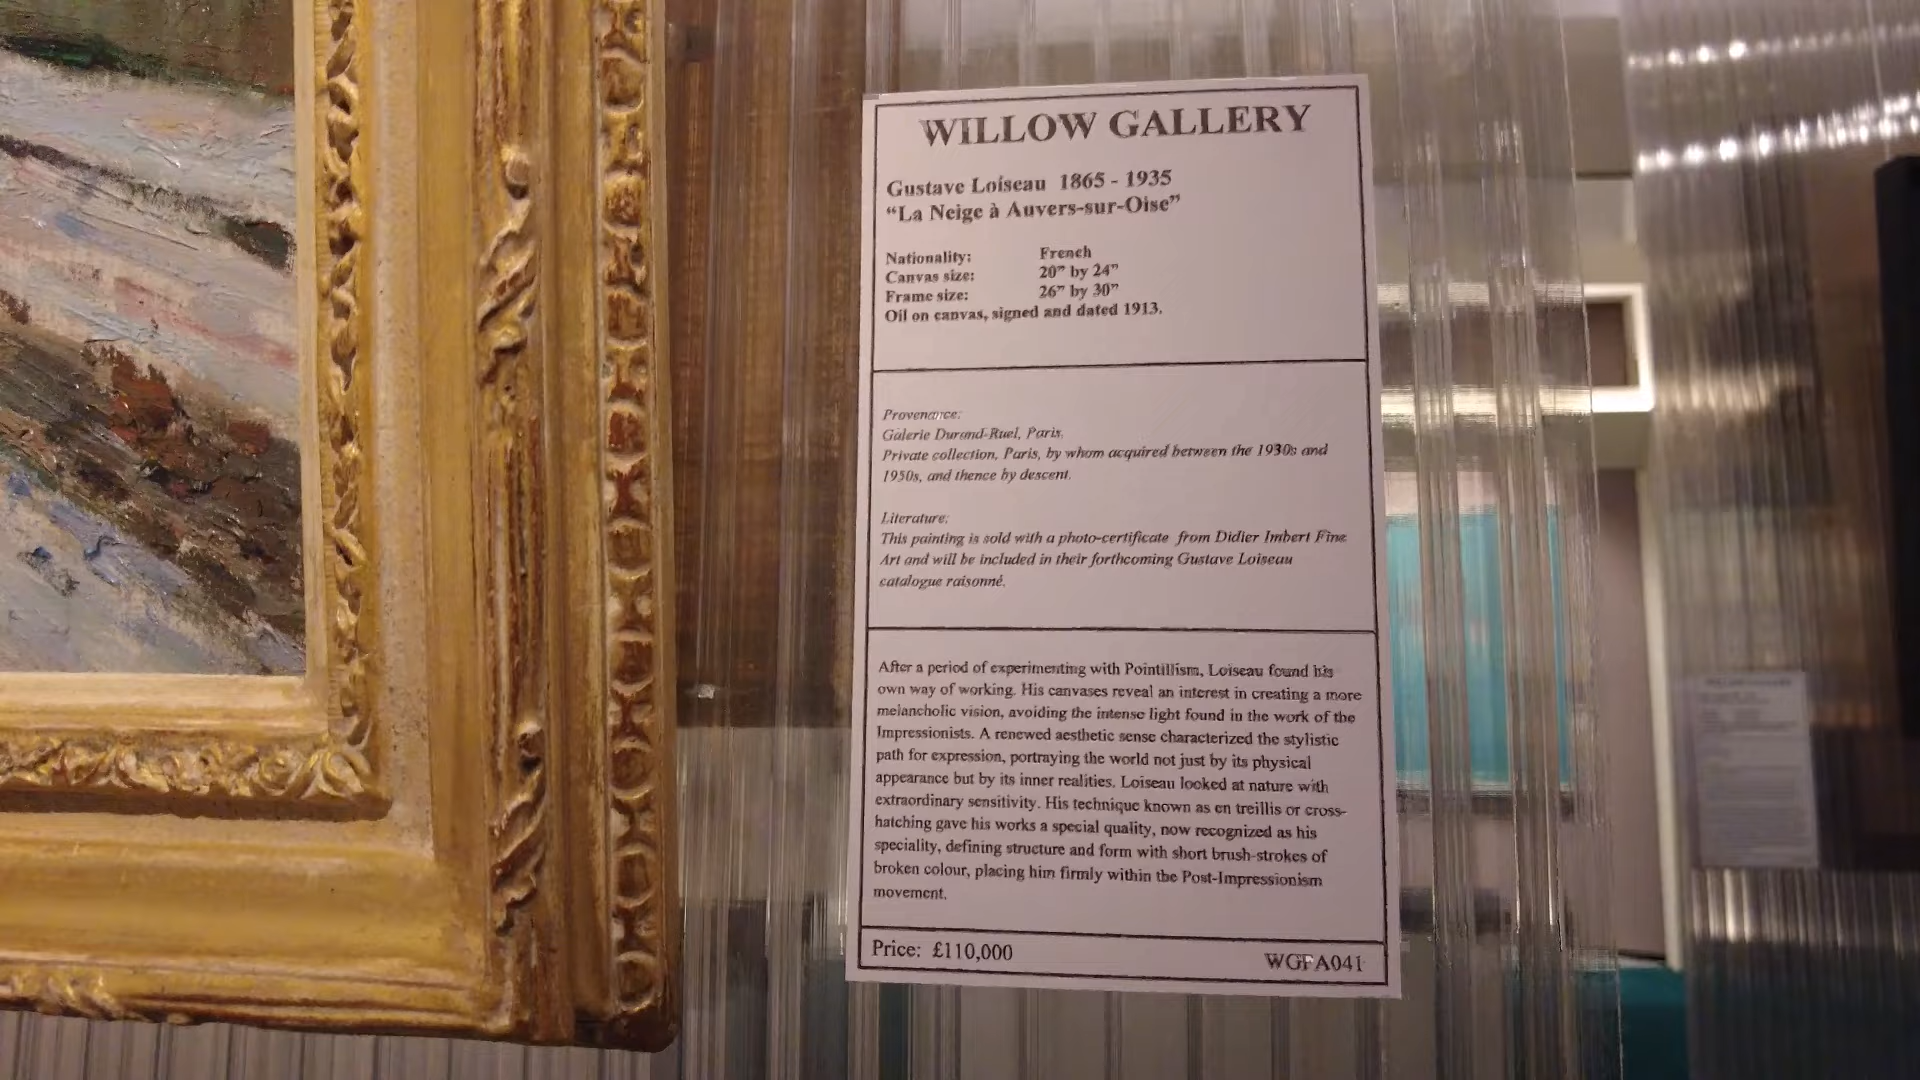 WILLOW GALLERY
Gustave Loiseau 1865 - 1935
“La Neige à Auvers-sur-Oise”
Nationality: French
Canvas size: 20” by 24”
Frame size: 26” by 30”
Oil on canvas, signed and dated 1913.
Provenance:
Galerie Durand-Ruel, Paris.
Private collection, Paris, by whom acquired between the 1930s and
1950s, and thence by descent.
Literature:
This painting is sold with a photo-certificate from Didier Imbert Fine
Art and will be included in their forthcoming Gustave Loiseau
catalogue raisonné.
After a period of experimenting with Pointillism, Loiseau found his
own way of working. His canvases reveal an interest in creating a more
melancholic vision, avoiding the intense light found in the work of the
Impressionists. A renewed aesthetic sense characterized the stylistic
path for expression, portraying the world not just by its physical
appearance but by its inner realities. Loiseau looked at nature with
extraordinary sensitivity. His technique known as en treillis or cross-
hatching gave his works a special quality, now recognized as his
speciality, defining structure and form with short brush-strokes of
broken colour, placing him firmly within the Post-Impressionism
movement.
Price: £110,000
WGFA041